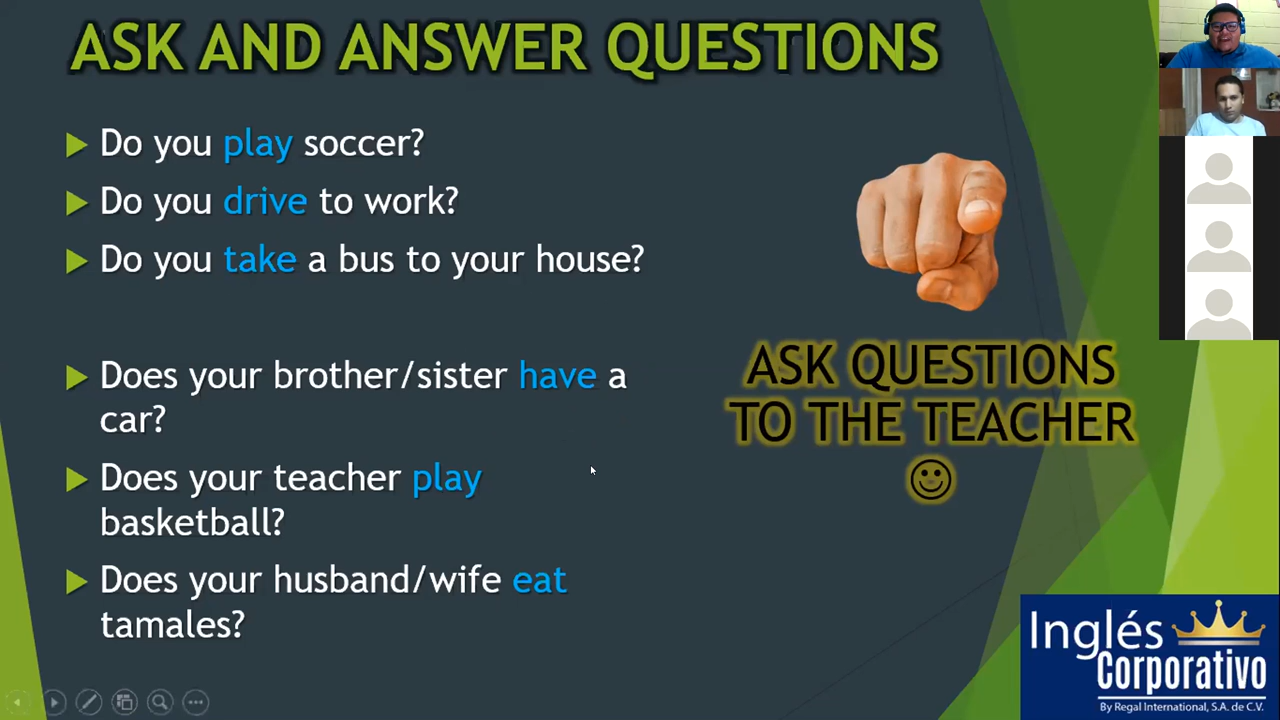 ASK AND ANSWER QUESTIONS
Do you play soccer?
Do you drive to work?
Do you take a bus to your house?
Does your brother/sister have a
car?
Does your teacher play
basketball?
Does your husband/wife eat
tamales?
ASK QUESTIONS
TO THE TEACHER
Inglés
Corporativo
By Regal International, S.A. de C.V.